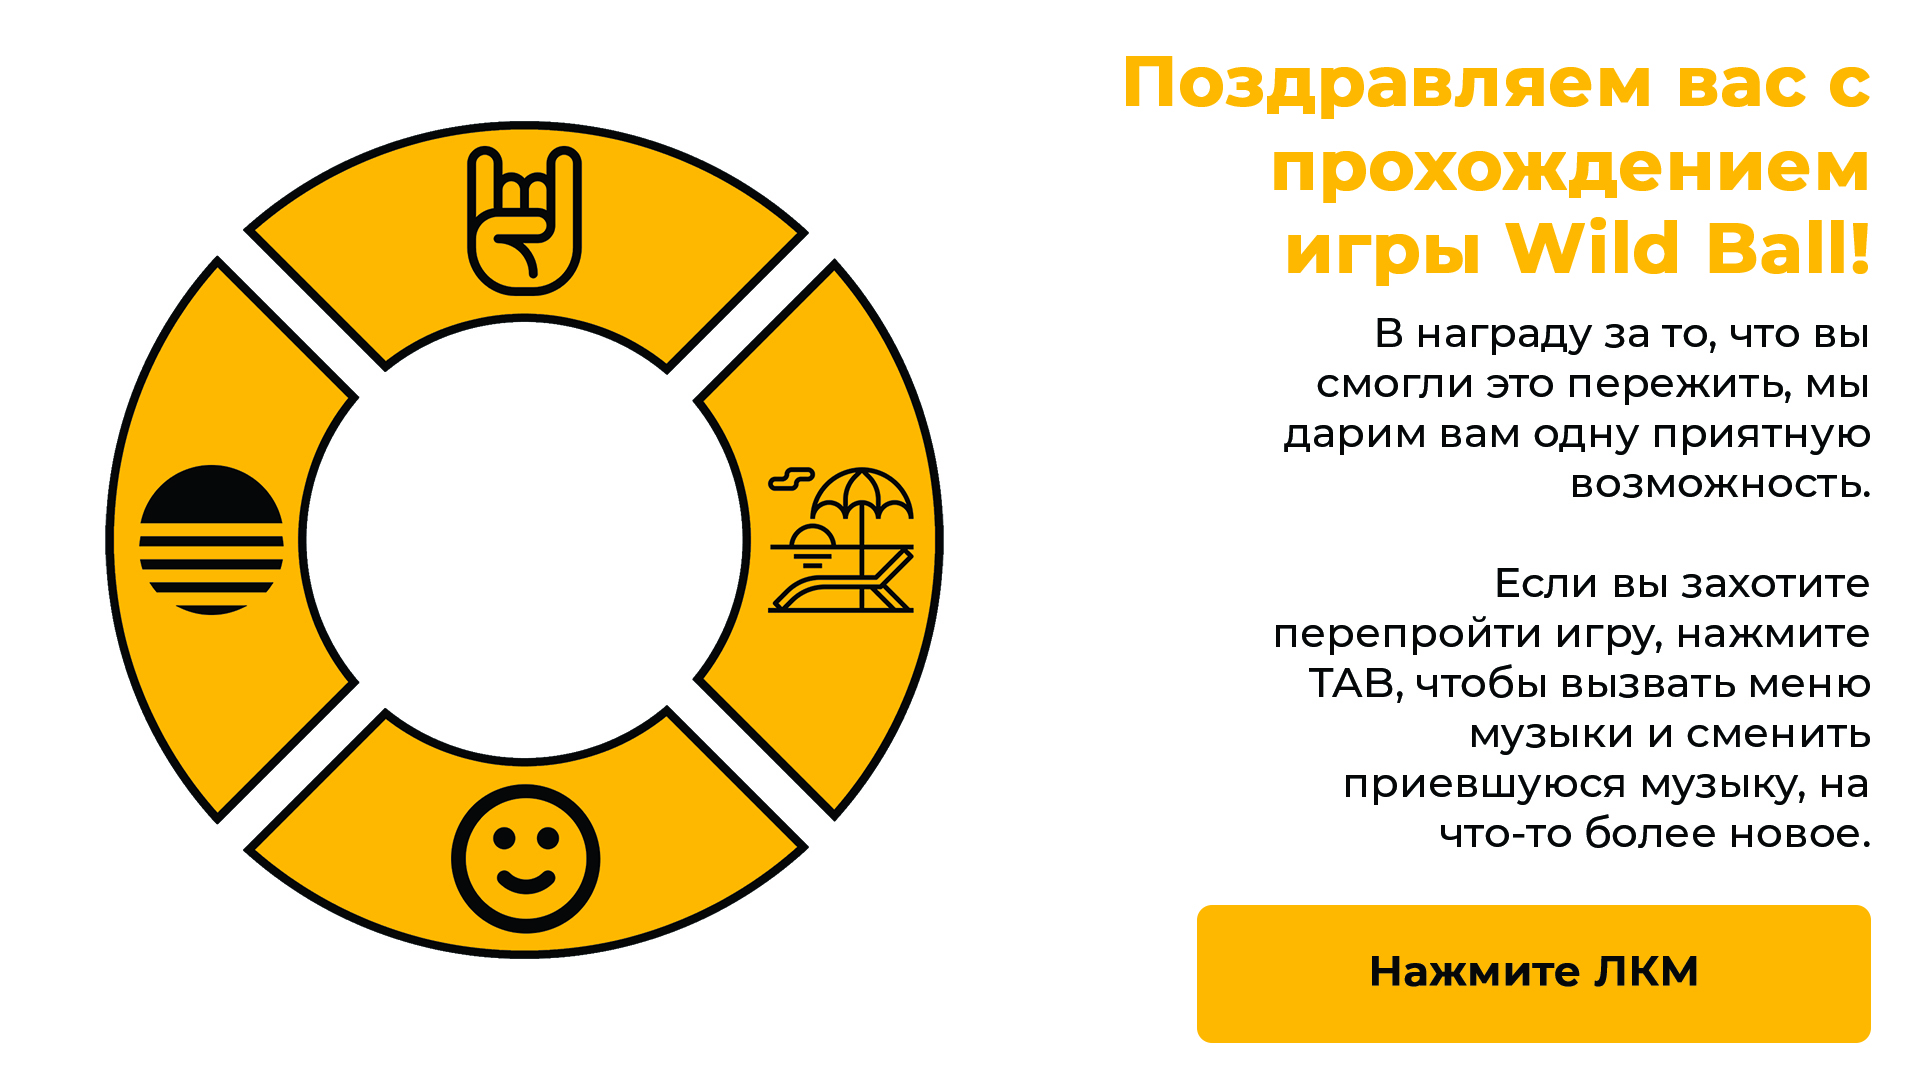 Поздравляем вас с
прохождением
игры Wild Ball!
В награду за то, что вы
смогли это пережить, мы
дарим вам одну приятную
возможность.
Если вы захотите
перепройти игру, нажмите
TAB, чтобы вызвать меню
музыки и сменить
приевшуюся музыку, на
что-то более новое.
Нажмите ЛКМ